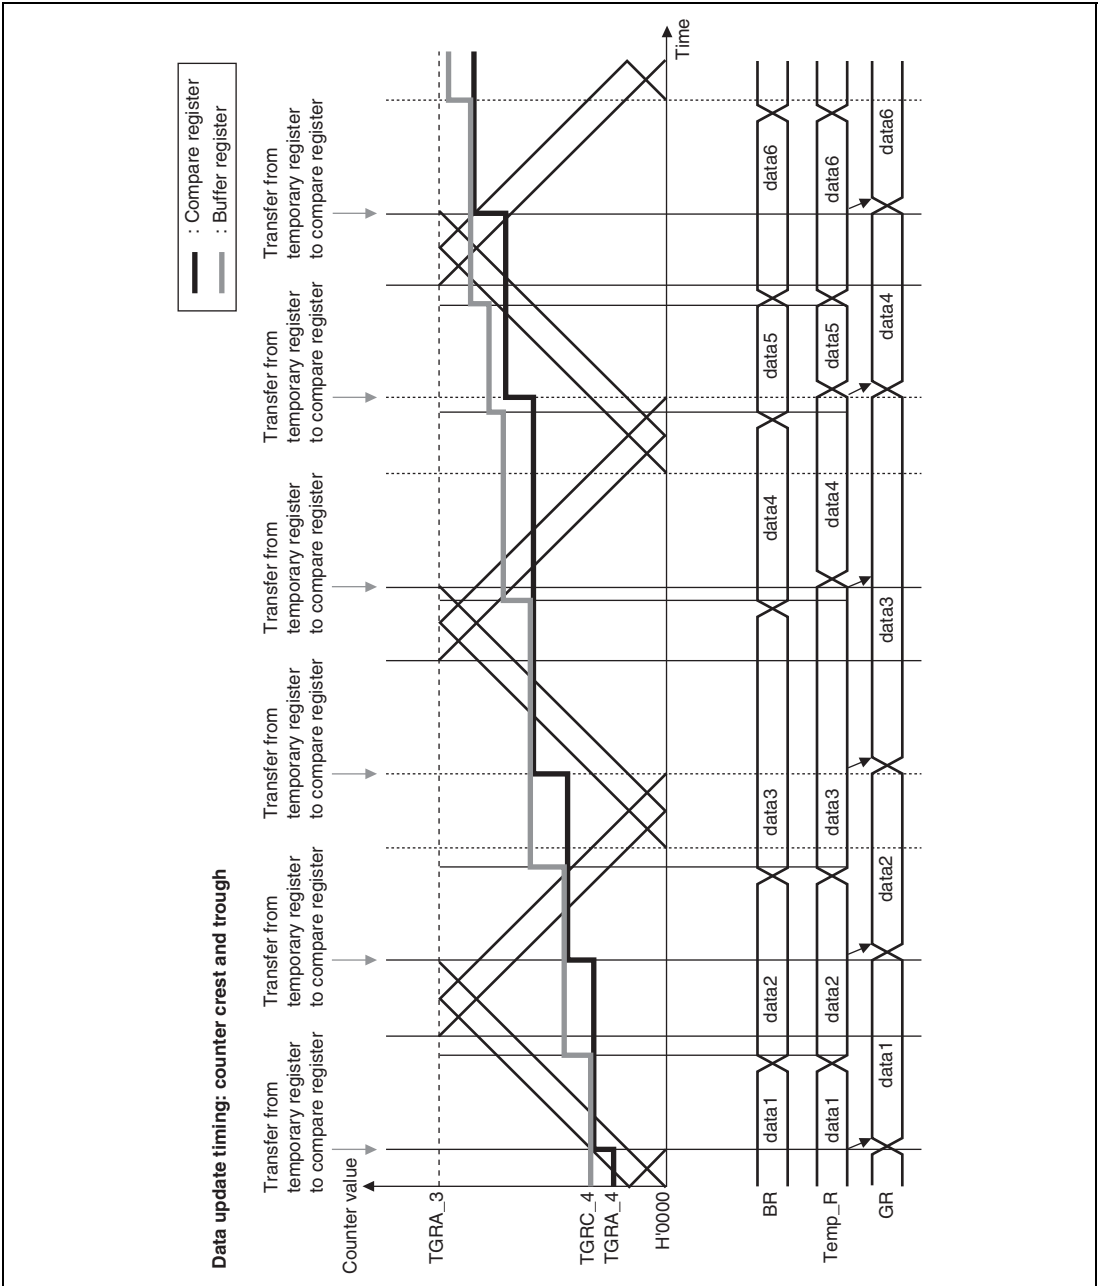 Data update timing: counter crest and trough
: Compare register
: Buffer register
Transfer from
temporary register
to compare register
Transfer from
temporary register
to compare register
Transfer from
temporary register
to compare register
Transfer from
temporary register
to compare register
Transfer from
temporary register
to compare register
Transfer from
temporary register
to compare register
Counter value
TGRA_3
TGRC_4
TGRA_4
H'0000
Time
BR
data1
data2
data3
data4
data5
data6
Temp_R
data1
data2
data3
data4
data5
data6
GR
data1
data2
data3
data4
data6